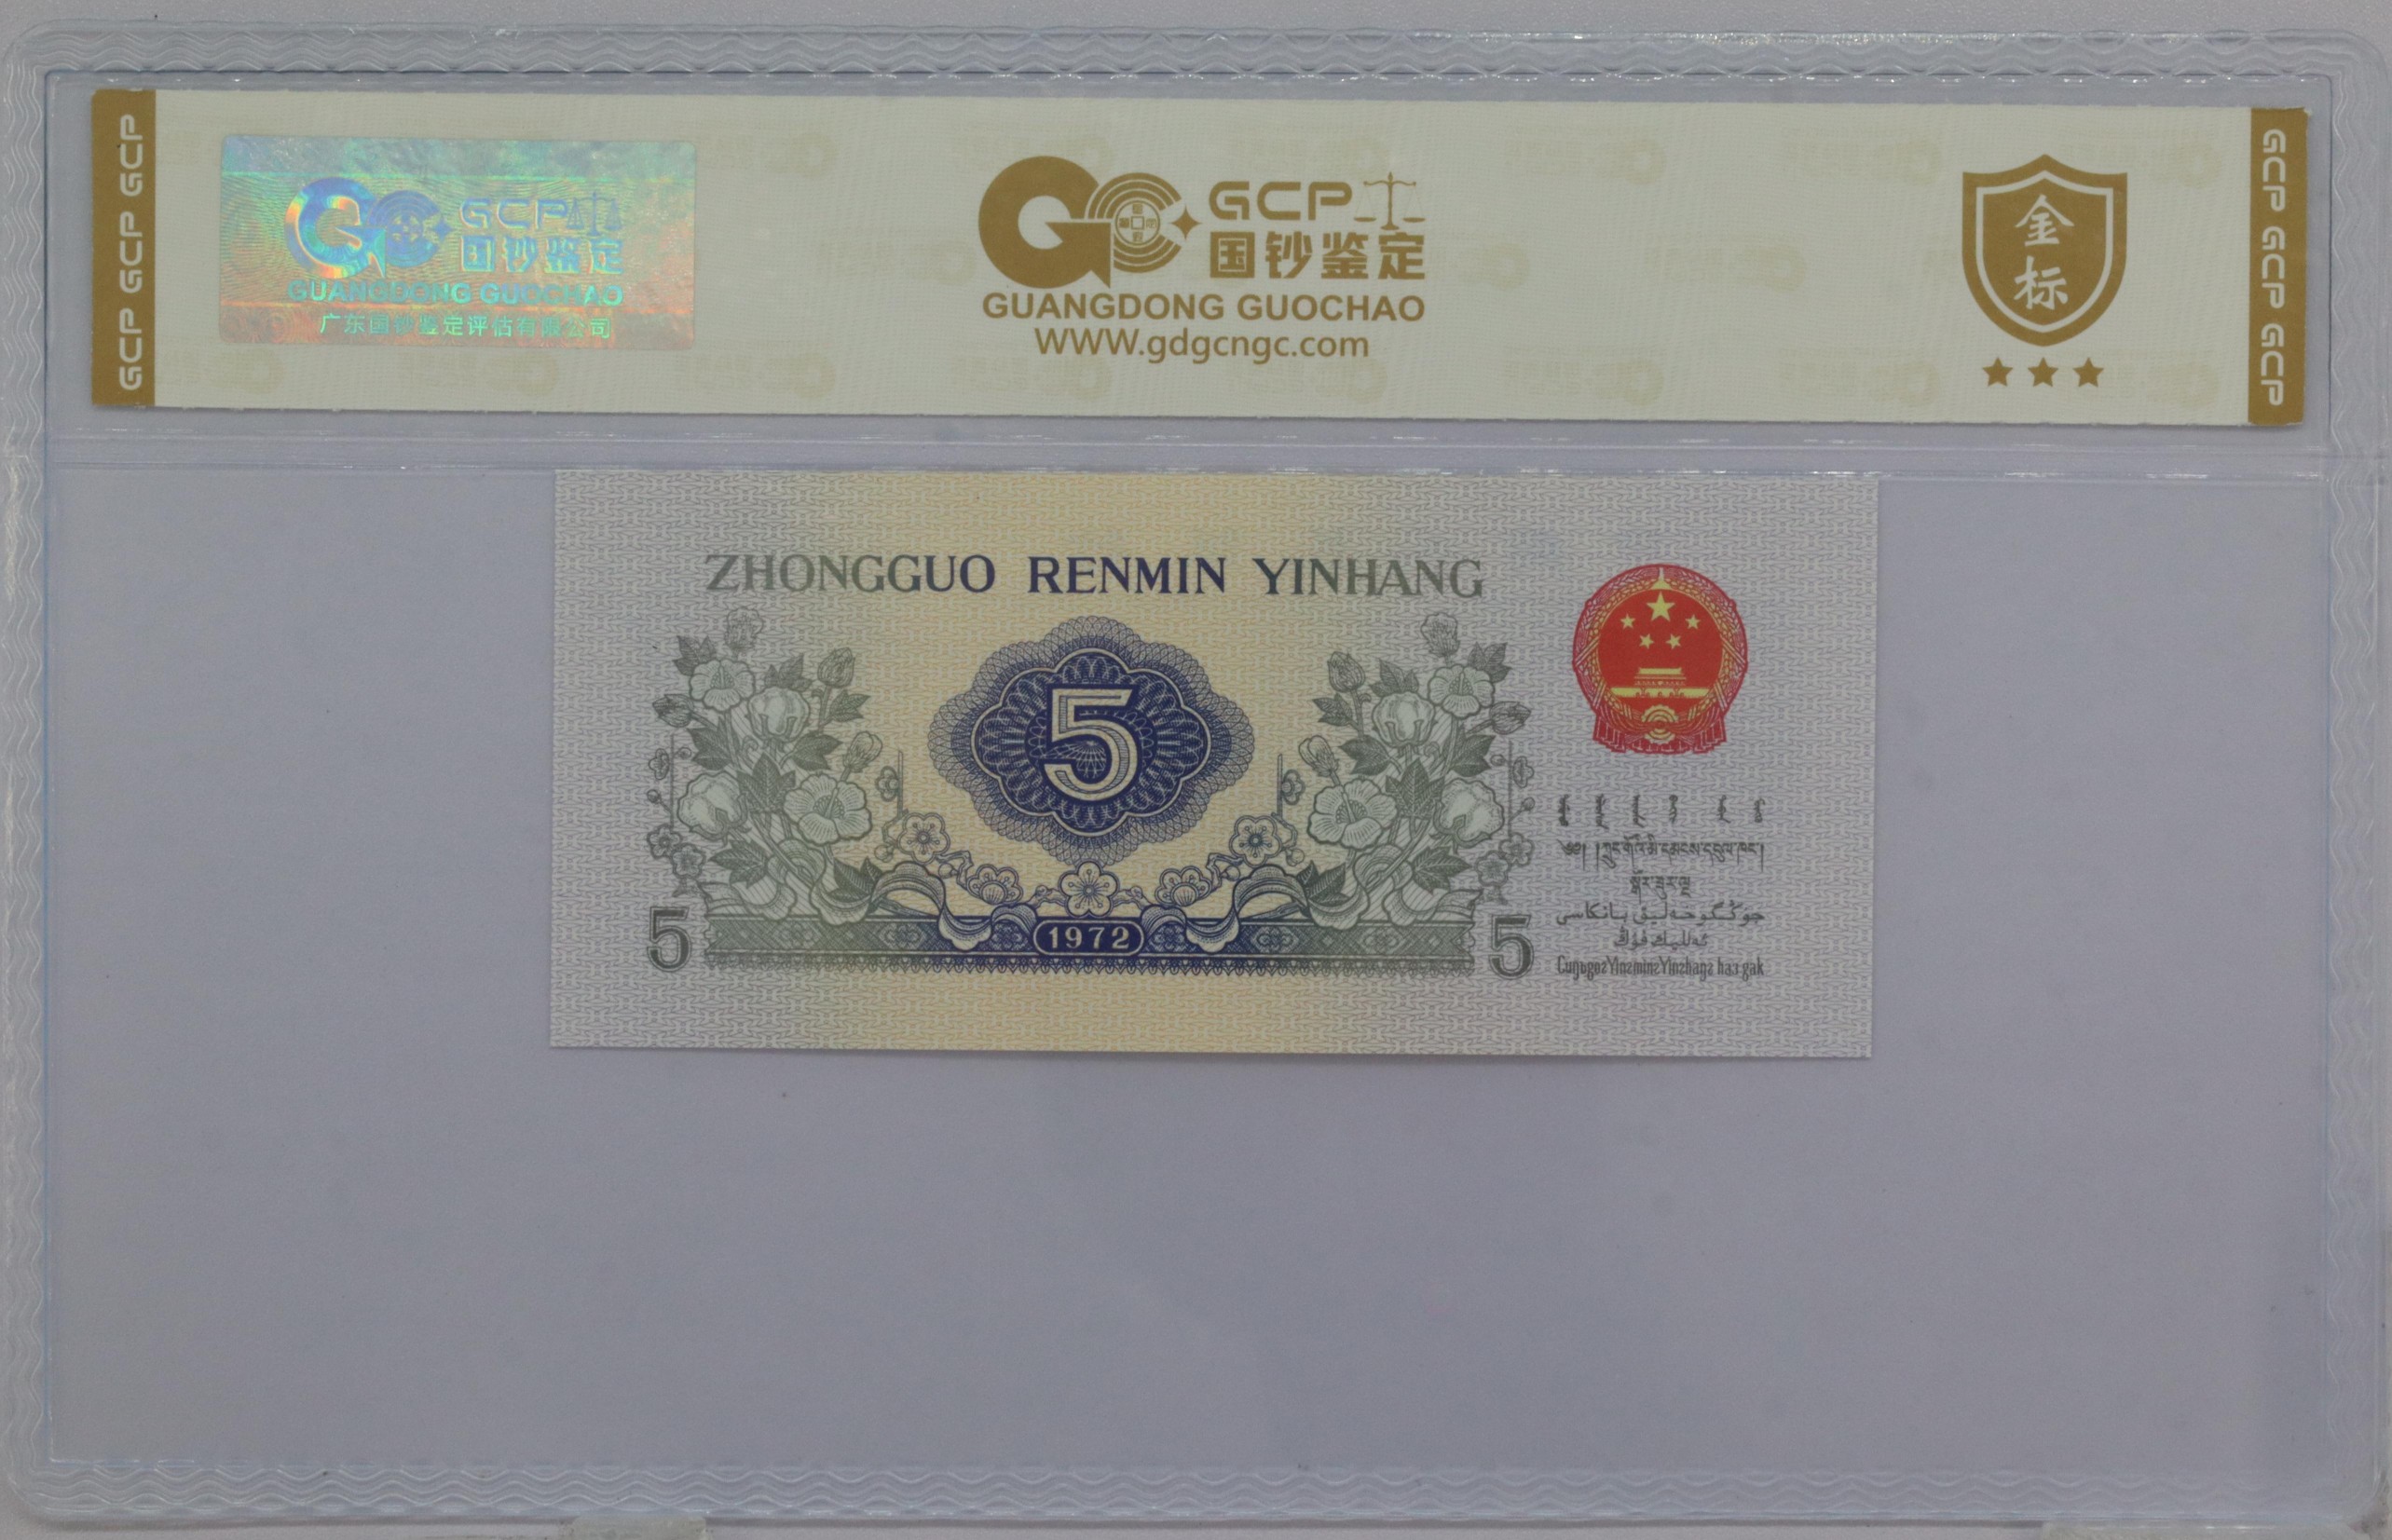 GCP GCP GCP
GCP
国钞鉴定
GUANGDONG GUOCHAO
广东国钞鉴定评估有限公司
GCP
国钞鉴定
GUANGDONG GUOCHAO
WWW.gdgcngc.com
金
标
GCP GCP GCP
ZHONGGUO RENMIN YINHANG
5
5
1972
5